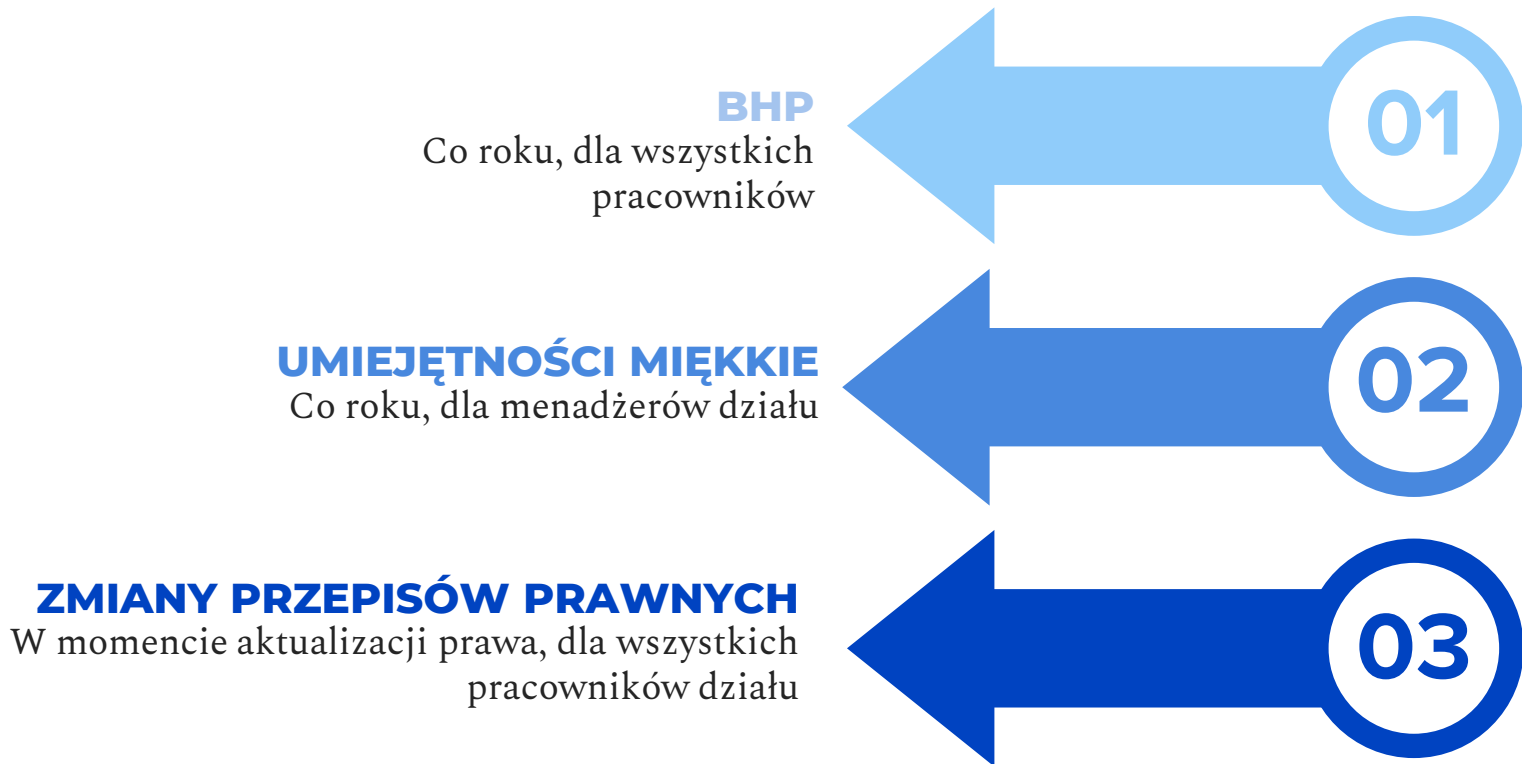 BHP
Co roku, dla wszystkich
pracowników
01
UMIEJĘTNOŚCI MIĘKKIE
Co roku, dla menadżerów działu
02
ZMIANY PRZEPISÓW PRAWNYCH
W momencie aktualizacji prawa, dla wszystkich
pracowników działu
03